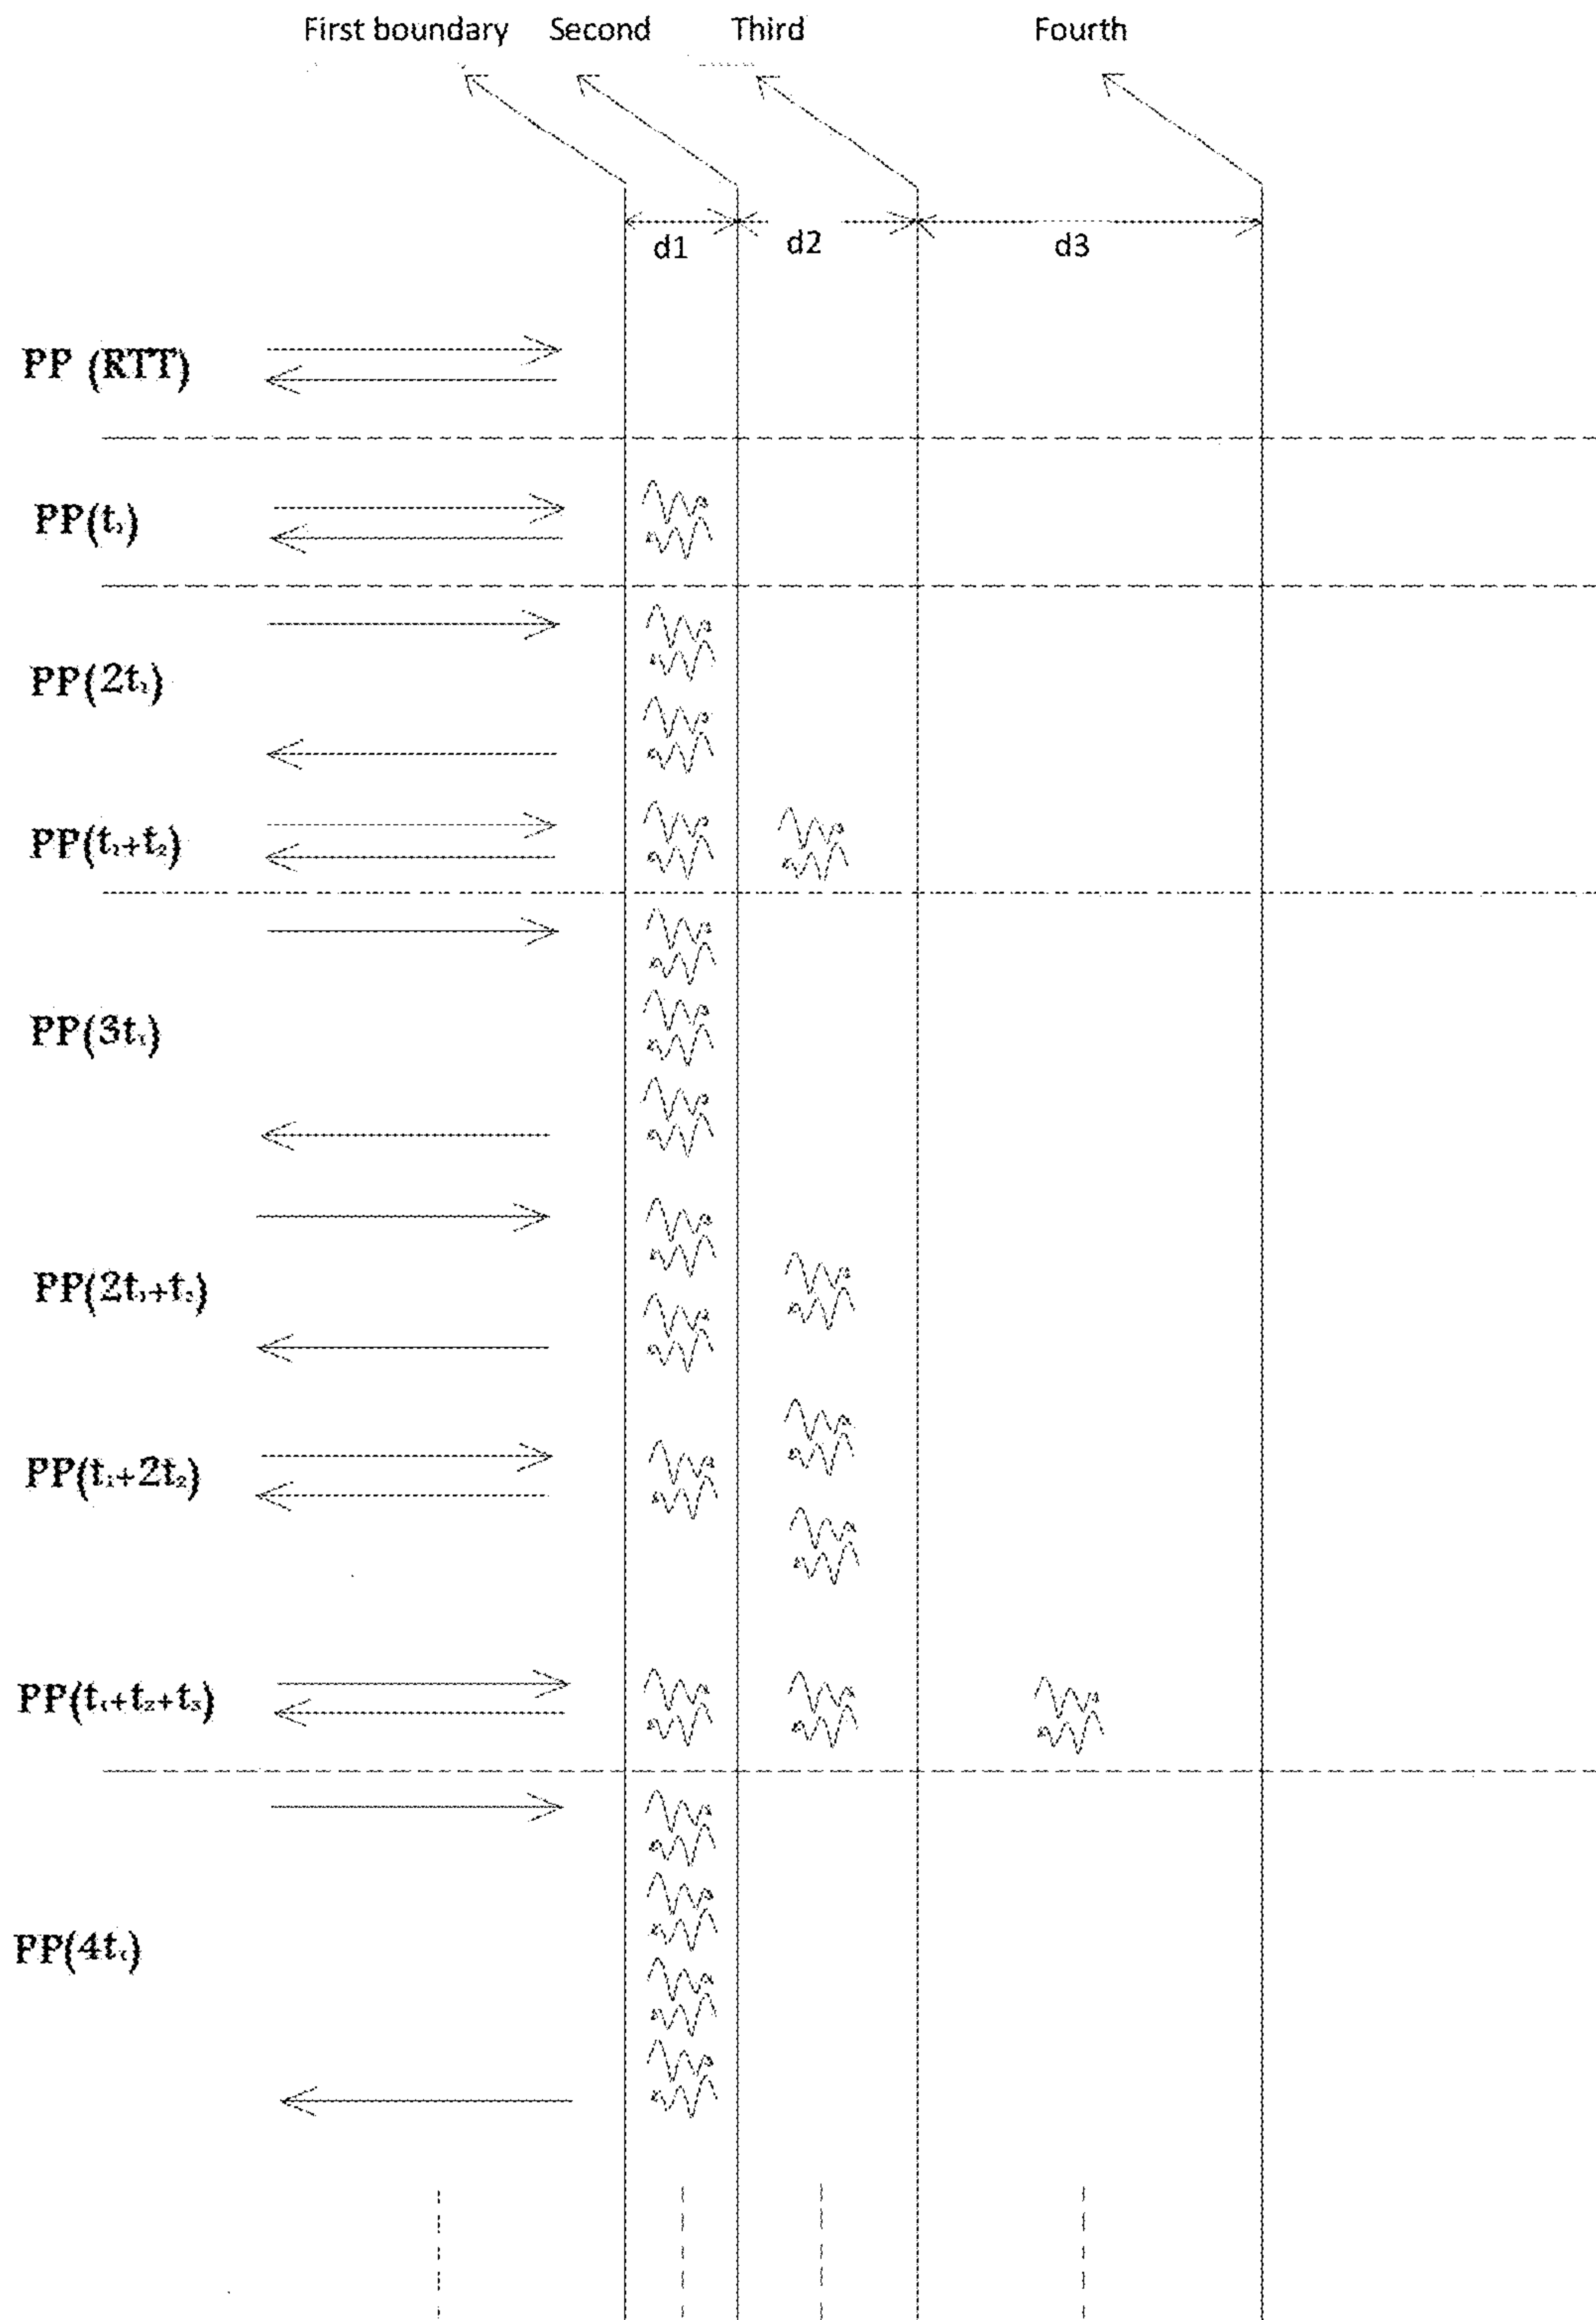 First boundary Second Third Fourth
d1 d2 d3
PP (RTT)
PP(t₁)
PP(2t₁)
PP(t₁+t₂)
PP(3t₁)
PP(2t₁+t₂)
PP(t₁+2t₂)
PP(t₁+t₂+t₃)
PP(4t₁)